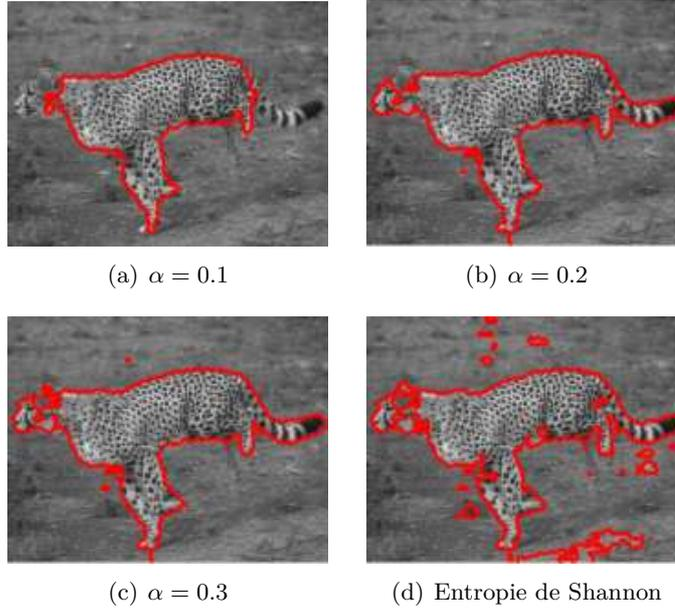 (a) α = 0.1
(b) α = 0.2
(c) α = 0.3
(d) Entropie de Shannon